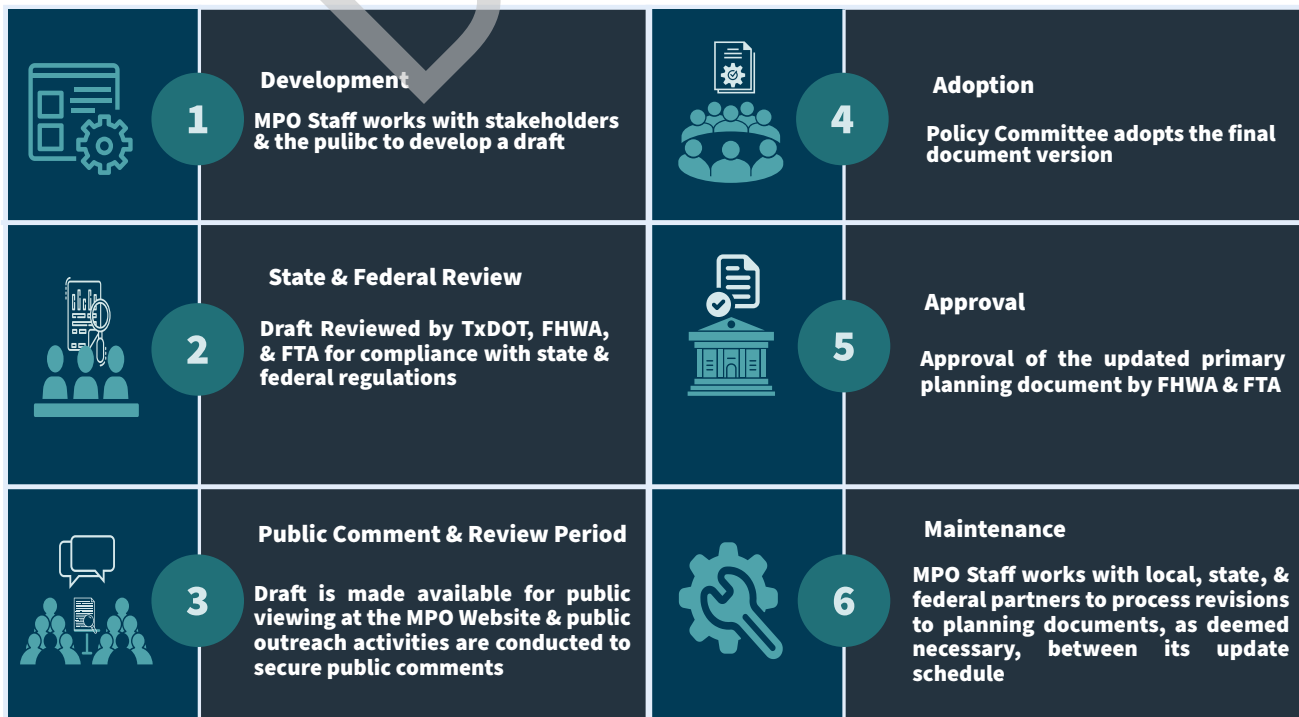 1
Development
MPO Staff works with stakeholders
& the pulibc to develop a draft
2
State & Federal Review
Draft Reviewed by TxDOT, FHWA,
& FTA for compliance with state &
federal regulations
3
Public Comment & Review Period
Draft is made available for public
viewing at the MPO Website & public
outreach activities are conducted to
secure public comments
4
Adoption
Policy Committee adopts the final
document version
5
Approval
Approval of the updated primary
planning document by FHWA & FTA
6
Maintenance
MPO Staff works with local, state, &
federal partners to process revisions
to planning documents, as deemed
necessary, between its update
schedule